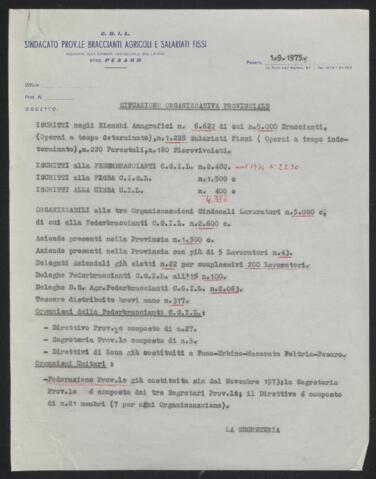 C.G.I.L.
SINDACATO PROV.LE BRACCIANTI AGRICOLI E SALARIATI FISSI
61100 PESARO
Pesaro, 1.9.1975.
Ufficio
Prot. N.
OGGETTO:
SITUAZIONE ORGANIZZATIVA PROVINCIALE
ISCRITTI negli Elenchi Anagrafici n. 6.622 di cui n.5.000 Braccianti,
(Operai a tempo determinato),n.1.228 Salariati Fissi ( Operai a tempo inde-
terminato),n.220 Forestali,n.180 Florovivaisti.
ISCRITTI alla FEDERBRACCIANTI C.G.I.L. n.2.480.
ISCRITTI alla FISBA C.I.S.L. n.1.500 c
ISCRITTI ALLA UISBA U.I.L. n. 400 c
4.380
ORGANIZZABILI alle tre Organizzazioni Sindacali Lavoratori n.5.000 c,
di cui alla Federbraccianti C.G.I.L. n.2.600 c.
Aziende presenti nella Provincia n.1.500 c.
Aziende presenti nella Provincia con più di 5 Lavoratori n.43.
Delegati Aziendali già eletti n.22 per complessivi 200 Lavoratori.
Deleghe Federbraccianti C.G.I.L. all'15 n.100.
Deleghe D.S. Agr.Federbraccianti C.G.I.L. n.2.063.
Tessere distribuite brevi mano n.317.
Organismi della Federbraccianti C.G.I.L.:
- Direttivo Prov.le composto di n.27.
- Segreteria Prov.le composta di n.5.
- Direttivi di Zona già costituiti a Fano-Urbino-Macerata Feltria-Pesaro.
Organismi Unitari :
-Federazione Prov.le già costituita sin dal Novembre 1973;la Segreteria
Prov.le é composta dai tre Segretari Prov.li; il Direttivo é composto
di n.21 membri (7 per ogni Organizzazione).
LA SEGRETERIA